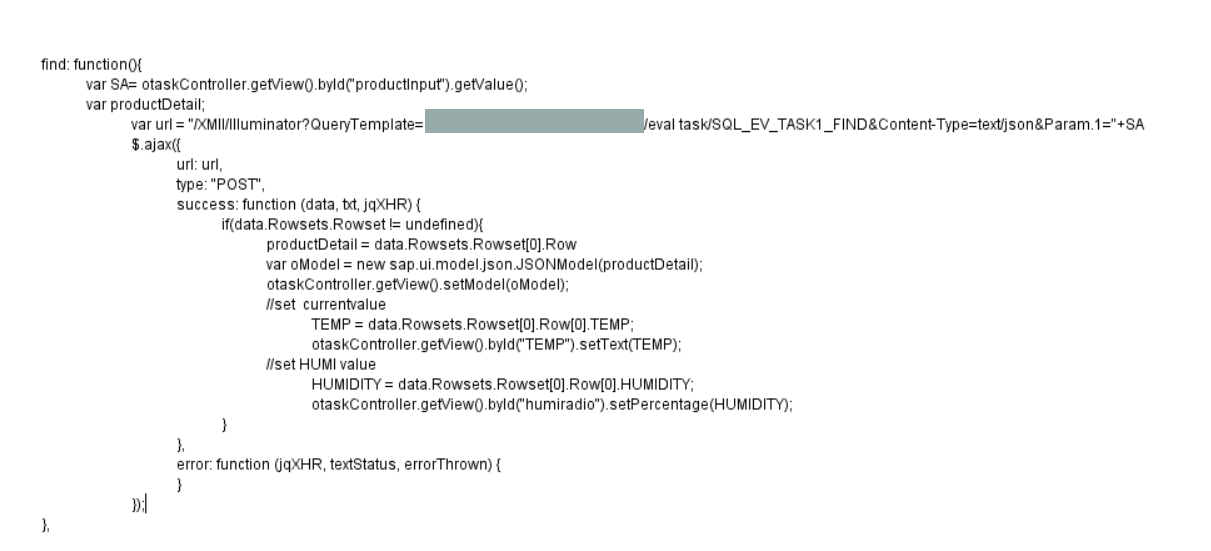 find: function(){
var SA= otaskController.getView().byId("productInput").getValue();
var productDetail;
var url = "/XMII/Illuminator?QueryTemplate= /eval task/SQL_EV_TASK1_FIND&Content-Type=text/json&Param.1="+SA
$.ajax({
url: url,
type: "POST",
success: function (data, txt, jqXHR) {
if(data.Rowsets.Rowset != undefined){
productDetail = data.Rowsets.Rowset[0].Row
var oModel = new sap.ui.model.json.JSONModel(productDetail);
otaskController.getView().setModel(oModel);
//set currentvalue
TEMP = data.Rowsets.Rowset[0].Row[0].TEMP;
otaskController.getView().byId("TEMP").setText(TEMP);
//set HUMI value
HUMIDITY = data.Rowsets.Rowset[0].Row[0].HUMIDITY;
otaskController.getView().byId("humiradio").setPercentage(HUMIDITY);
}
},
error: function (jqXHR, textStatus, errorThrown) {
}
});
},